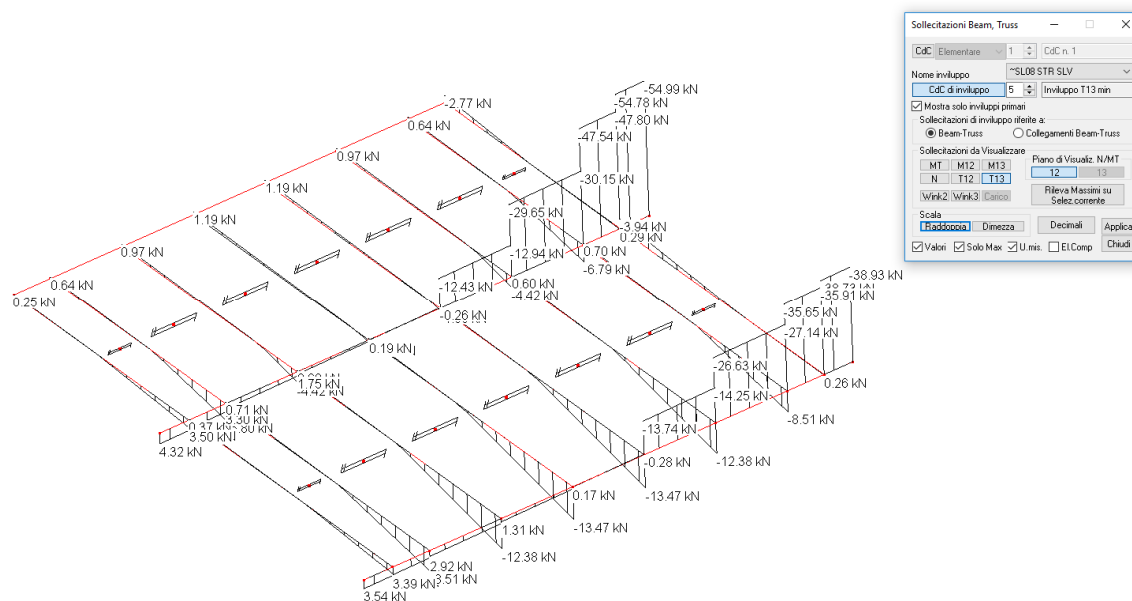 Sollecitazioni Beam, Truss
CdC Elementare 1 CdC n. 1
Nome inviluppo ~SL08 STR SLV
CdC di inviluppo 5 Inviluppo T13 min
Mostra solo inviluppi primari
Sollecitazioni di inviluppo riferite a:
Beam-Truss Collegamenti Beam-Truss
Sollecitazioni da Visualizzare
Piano di Visualiz. N/MT
MT M12 M13
12 13
N T12 T13
Wink2 Wink3 Carico
Rileva Massimi su
Selez.corrente
Scala
Raddoppia Dimezza
Decimali
Applica
Valori Solo Max U.mis. El.Comp
Chiudi
-54.99 kN
-54.78 kN
-47.80 kN
-47.54 kN
-2.77 kN
0.64 kN
0.97 kN
1.19 kN
1.19 kN
0.97 kN
0.64 kN
0.25 kN
-30.15 kN
-29.65 kN
-3.94 kN
0.29 kN
0.70 kN
-6.79 kN
-12.94 kN
-12.43 kN
0.60 kN
-4.42 kN
-0.26 kN
0.19 kN
1.75 kN
-4.42 kN
0.71 kN
3.30 kN
0.37 kN
3.50 kN
4.32 kN
-38.93 kN
-35.91 kN
-35.65 kN
-27.14 kN
-26.63 kN
0.26 kN
-14.25 kN
-8.51 kN
-13.74 kN
-12.38 kN
-0.28 kN
-13.47 kN
0.17 kN
-13.47 kN
1.31 kN
-12.38 kN
2.92 kN
3.39 kN
3.54 kN